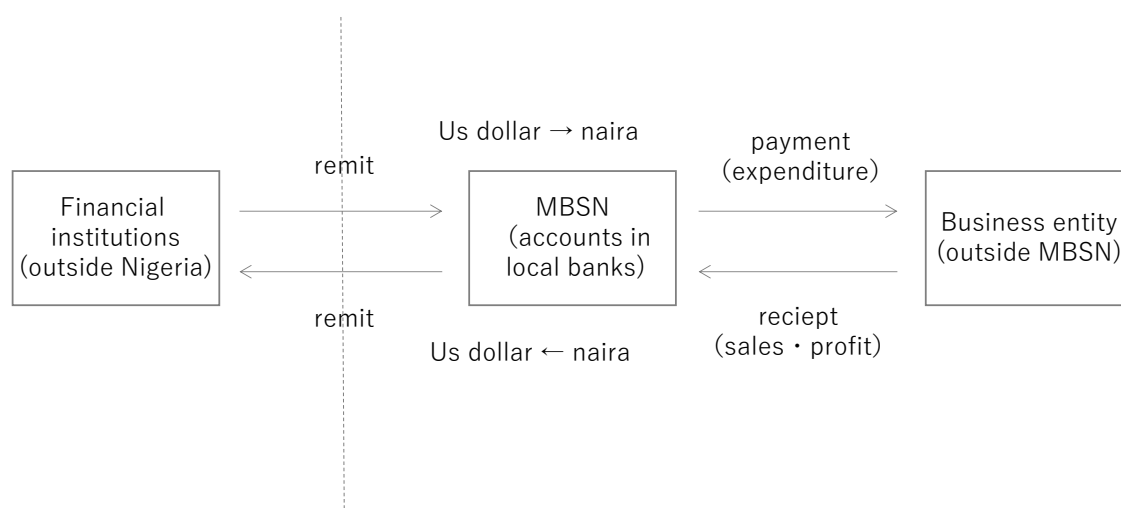 Us dollar → naira
payment
(expenditure)
remit
Financial
institutions
(outside Nigeria)
MBSN
(accounts in
local banks)
Business entity
(outside MBSN)
remit
reciept
(sales・profit)
Us dollar ← naira